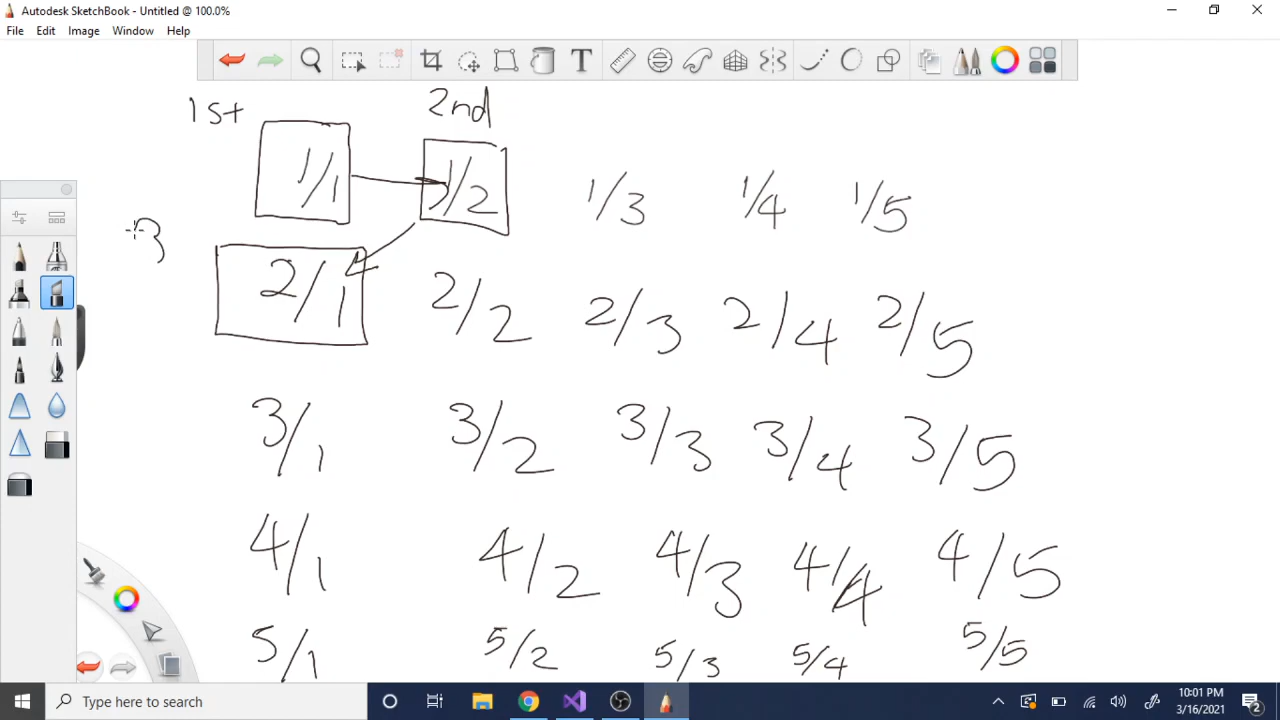 Autodesk SketchBook - Untitled @ 100.0%
File Edit Image Window Help
T
1st 2nd
1/1 1/2 1/3 1/4 1/5
3
2/1 2/2 2/3 2/4 2/5
3/1 3/2 3/3 3/4 3/5
4/1 4/2 4/3 4/4 4/5
5/1 5/2 5/3 5/4 5/5
Type here to search
10:01 PM
3/16/2021
2